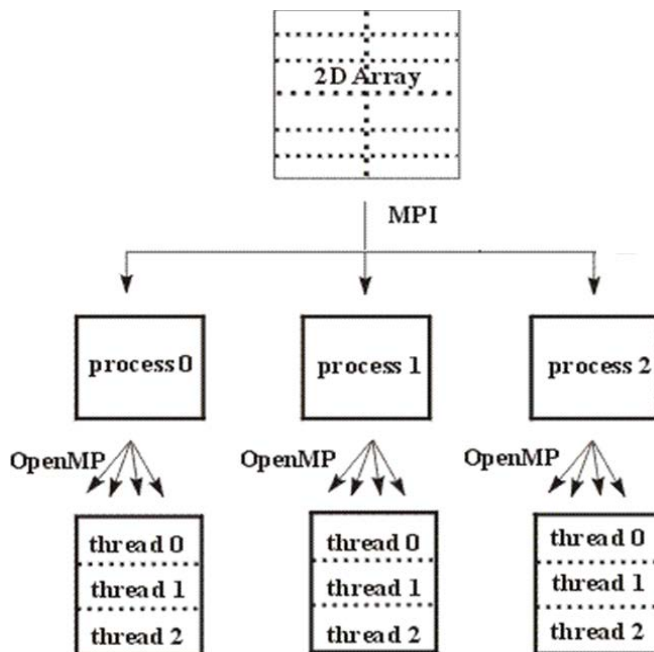 2D Array
MPI
process 0
process 1
process 2
OpenMP
OpenMP
OpenMP
thread 0
thread 1
thread 2
thread 0
thread 1
thread 2
thread 0
thread 1
thread 2